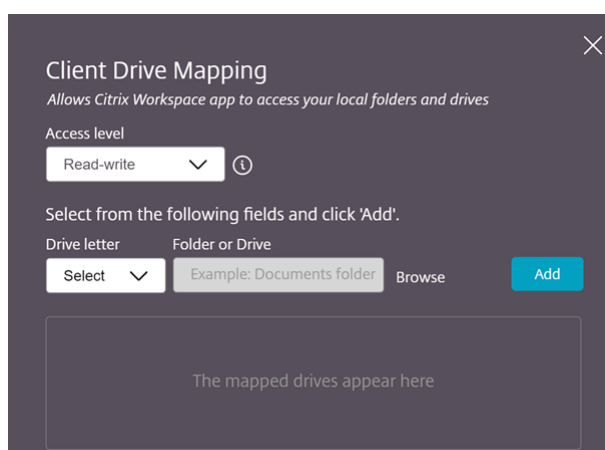 Client Drive Mapping
Allows Citrix Workspace app to access your local folders and drives
Access level
Read-write
Select from the following fields and click 'Add'.
Drive letter Folder or Drive
Select Example: Documents folder Browse Add
The mapped drives appear here